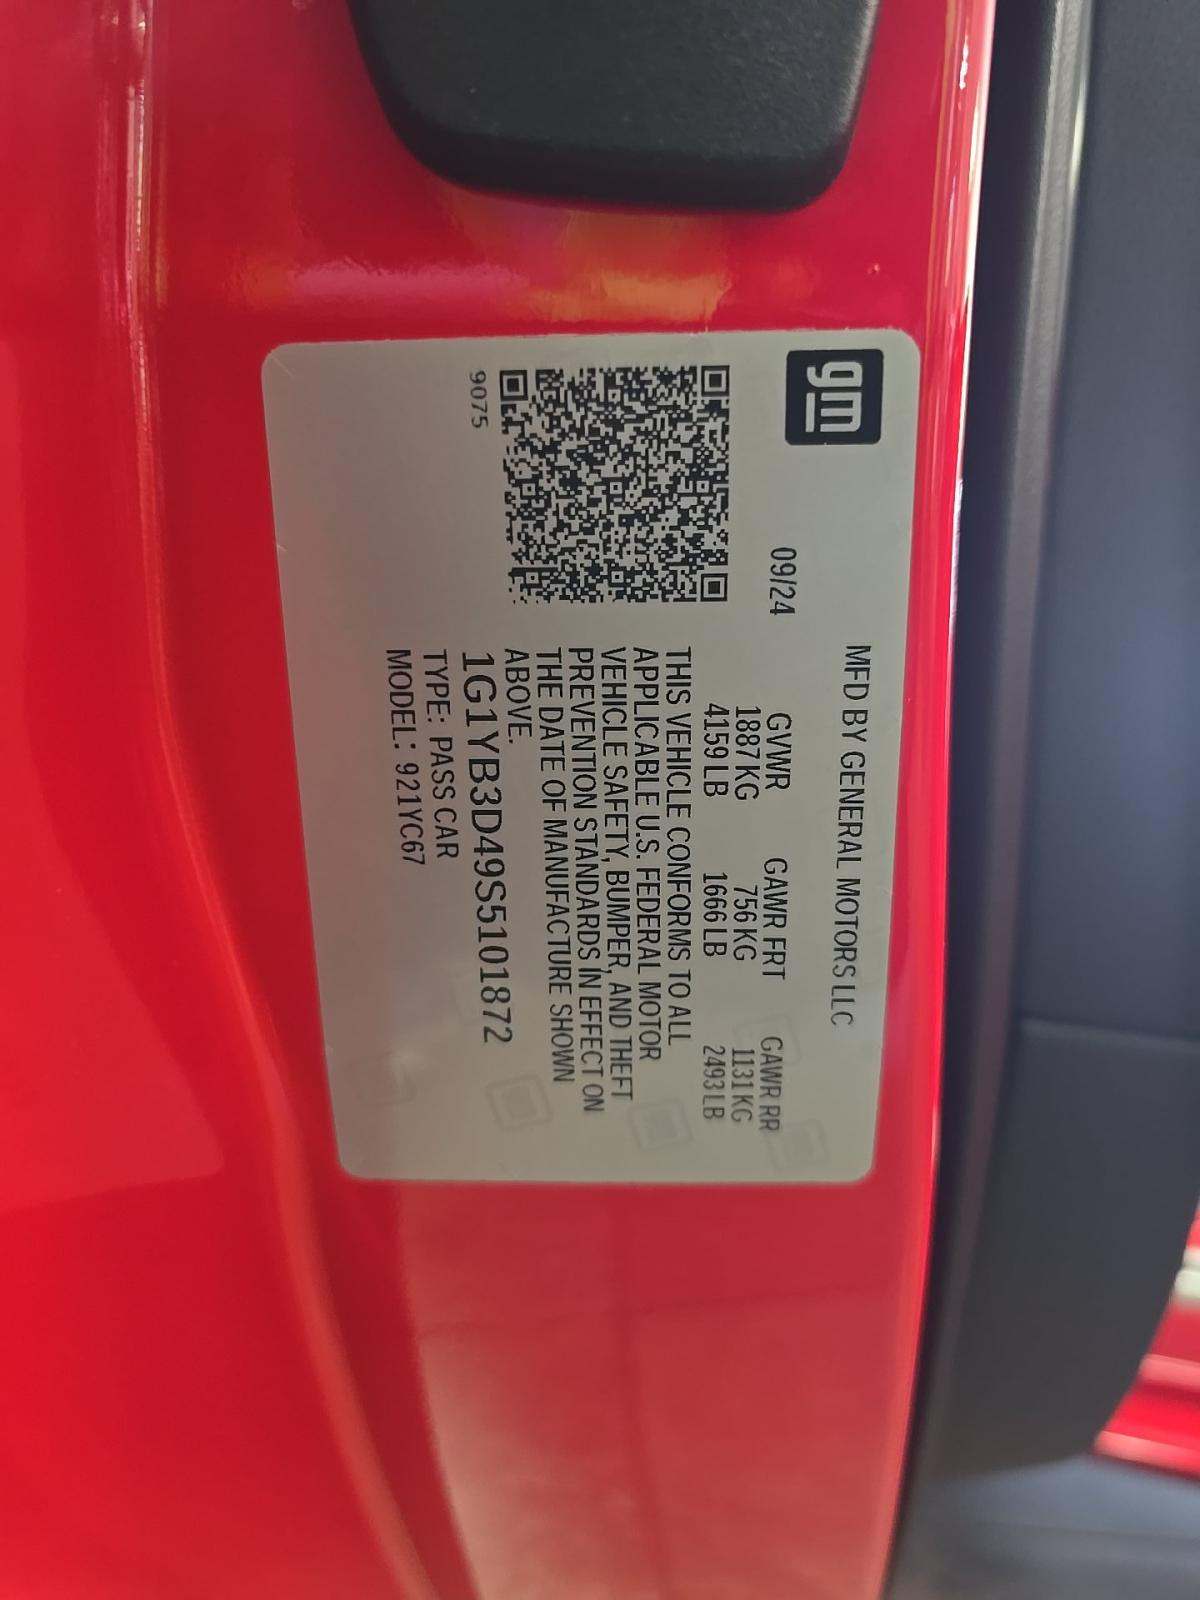 gm
MFD BY GENERAL MOTORS LLC
09/24
GVWR GAWR FRT GAWR RR
1887 KG 756 KG 1131 KG
4159 LB 1666 LB 2493 LB
THIS VEHICLE CONFORMS TO ALL
APPLICABLE U.S. FEDERAL MOTOR
VEHICLE SAFETY, BUMPER, AND THEFT
PREVENTION STANDARDS IN EFFECT ON
THE DATE OF MANUFACTURE SHOWN
ABOVE.
1G1YB3D49S5101872
TYPE: PASS CAR
MODEL: 921YC67
9075